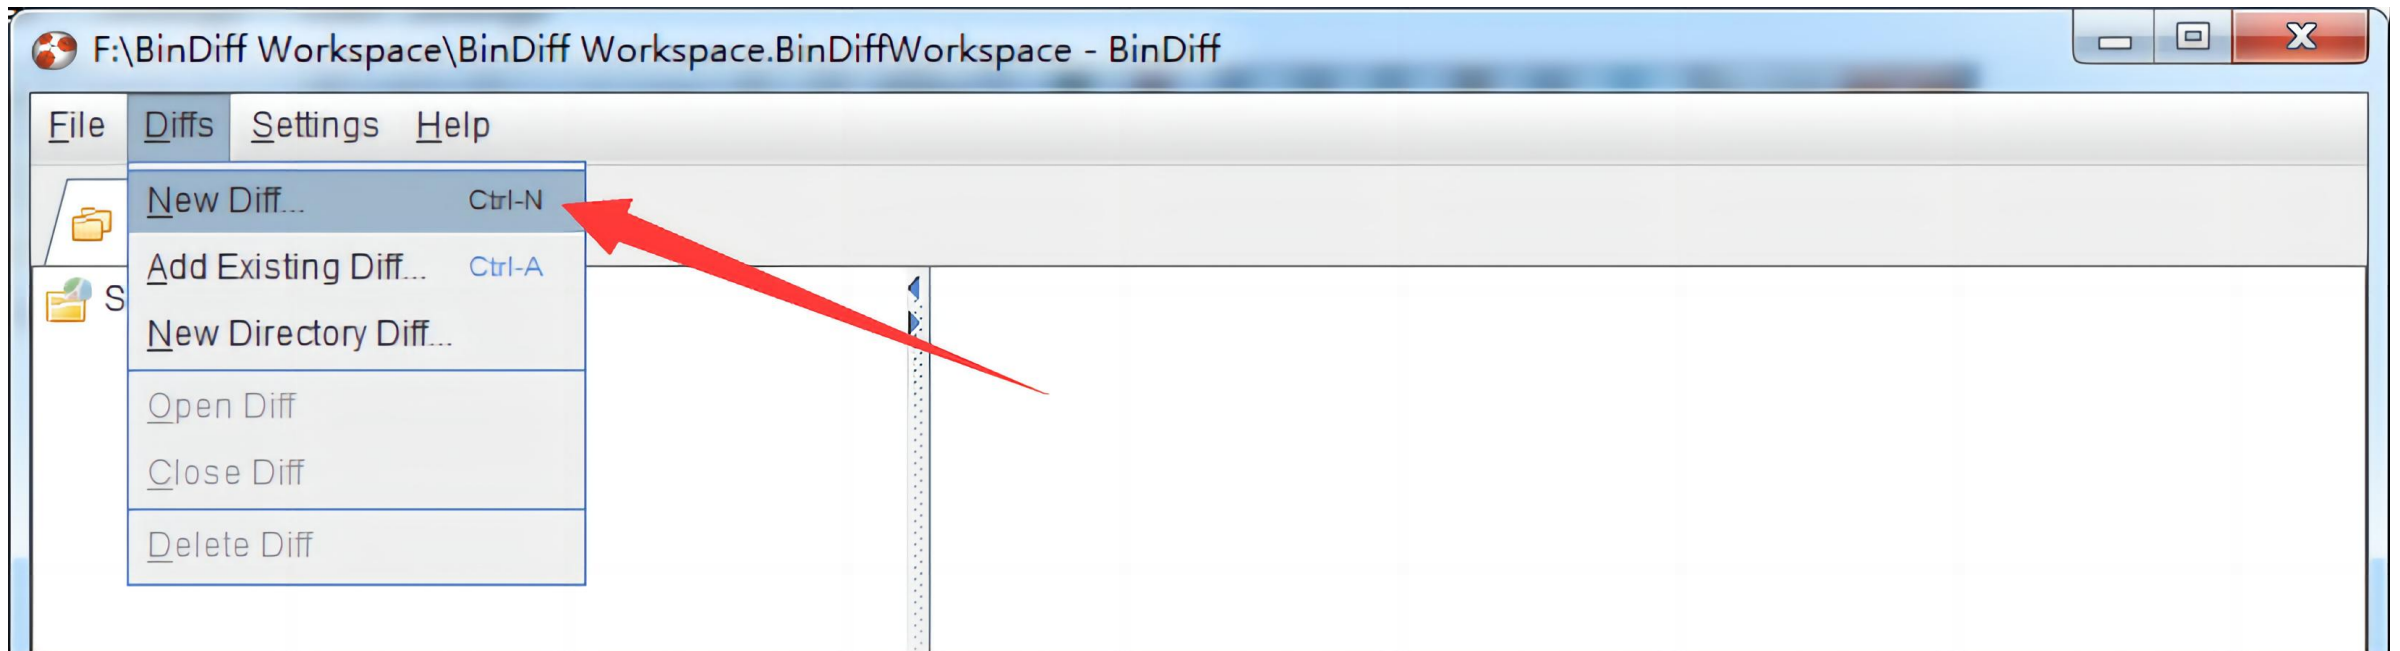 F:\BinDiff Workspace\BinDiff Workspace.BinDiffWorkspace - BinDiff
File Diffs Settings Help
New Diff... Ctrl-N
Add Existing Diff... Ctrl-A
S
New Directory Diff...
Open Diff
Close Diff
Delete Diff